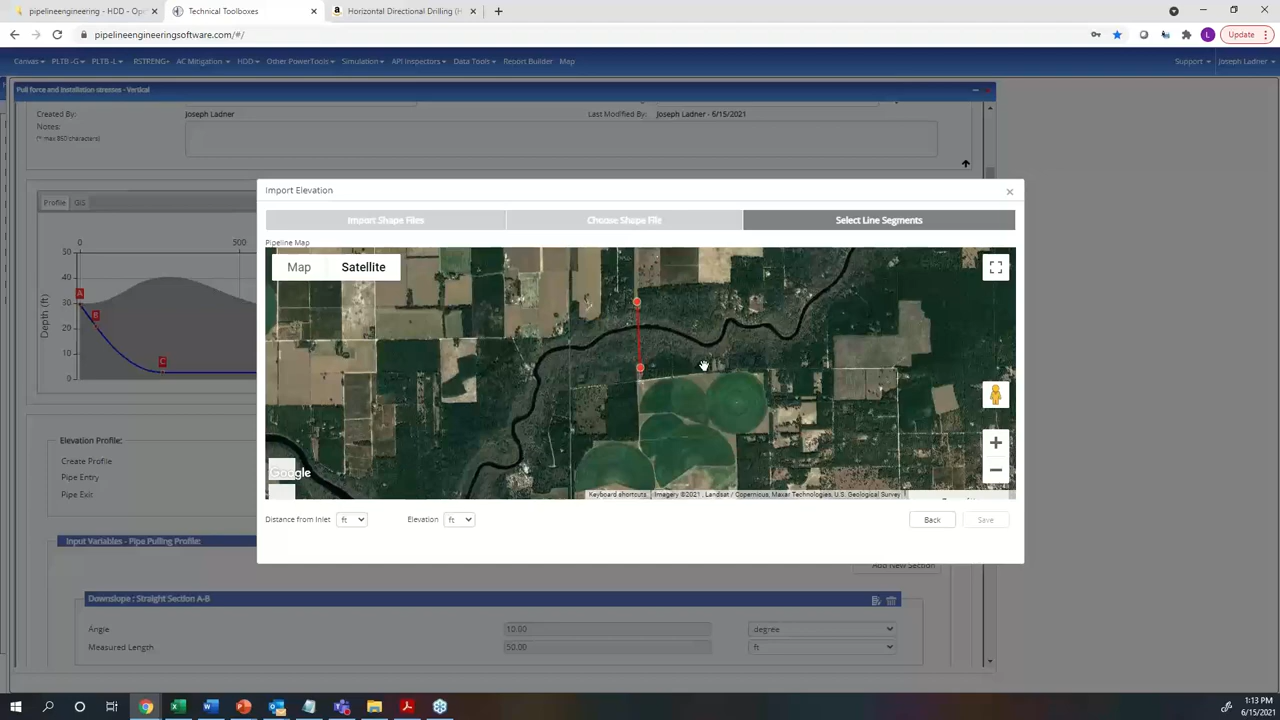 pipelineengineering - HDD - Op
Technical Toolboxes
Horizontal Directional Drilling (H
pipelineengineeringsoftware.com/#/
Update
Canvas PLTB -G PLTB -L RSTRENG+ AC Mitigation HDD Other PowerTools Simulation API Inspectors Data Tools Report Builder Map Support Joseph Ladner
Pull force and installation stresses - Vertical
Created By: Joseph Ladner Last Modified By: Joseph Ladner - 6/15/2021
Notes:
Import Elevation
Import Shape Files Choose Shape File Select Line Segments
Pipeline Map
Map Satellite
Profile GIS
0 500
50
40
30
20
10
0
Depth (ft)
A
B
C
Google
Keyboard shortcuts Imagery ©2021 , Landsat / Copernicus, Maxar Technologies, U.S. Geological Survey
Distance from Inlet ft Elevation ft Back Save
Elevation Profile:
Create Profile
Pipe Entry
Pipe Exit
Input Variables - Pipa Pulling Profile:
Add New Section
Downslope : Straight Section A-B
Angle 10.00 degree
Measured Length 50.00 ft
1:13 PM
6/15/2021